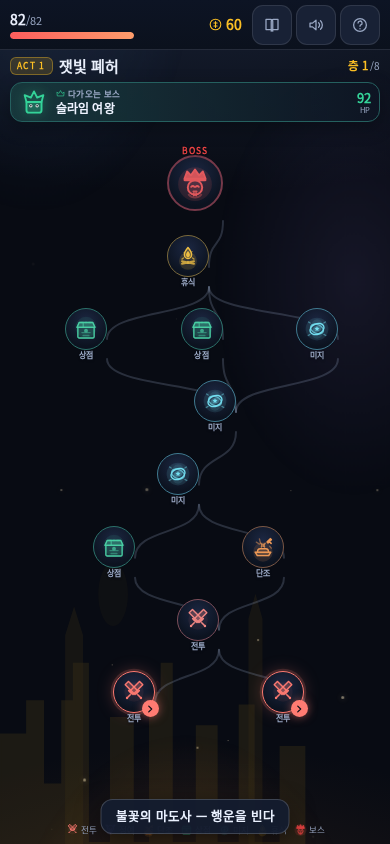 82/82
60
ACT 1 잿빛 폐허 층 1/8
다가오는 보스
슬라임 여왕
92
HP
BOSS
휴식
상점 상점 미지
미지
미지
상점 단조
전투
전투 전투
전투 보스
불꽃의 마도사 — 행운을 빈다